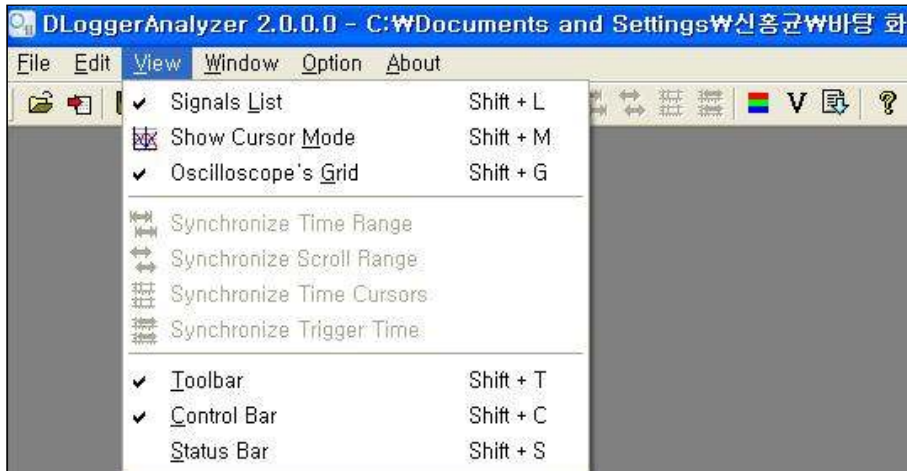 DLoggerAnalyzer 2.0.0.0 - C:₩Documents and Settings₩신홍균₩바탕 화
File Edit View Window Option About
V ?
Signals List Shift + L
Show Cursor Mode Shift + M
Oscilloscope's Grid Shift + G
Synchronize Time Range
Synchronize Scroll Range
Synchronize Time Cursors
Synchronize Trigger Time
Toolbar Shift + T
Control Bar Shift + C
Status Bar Shift + S